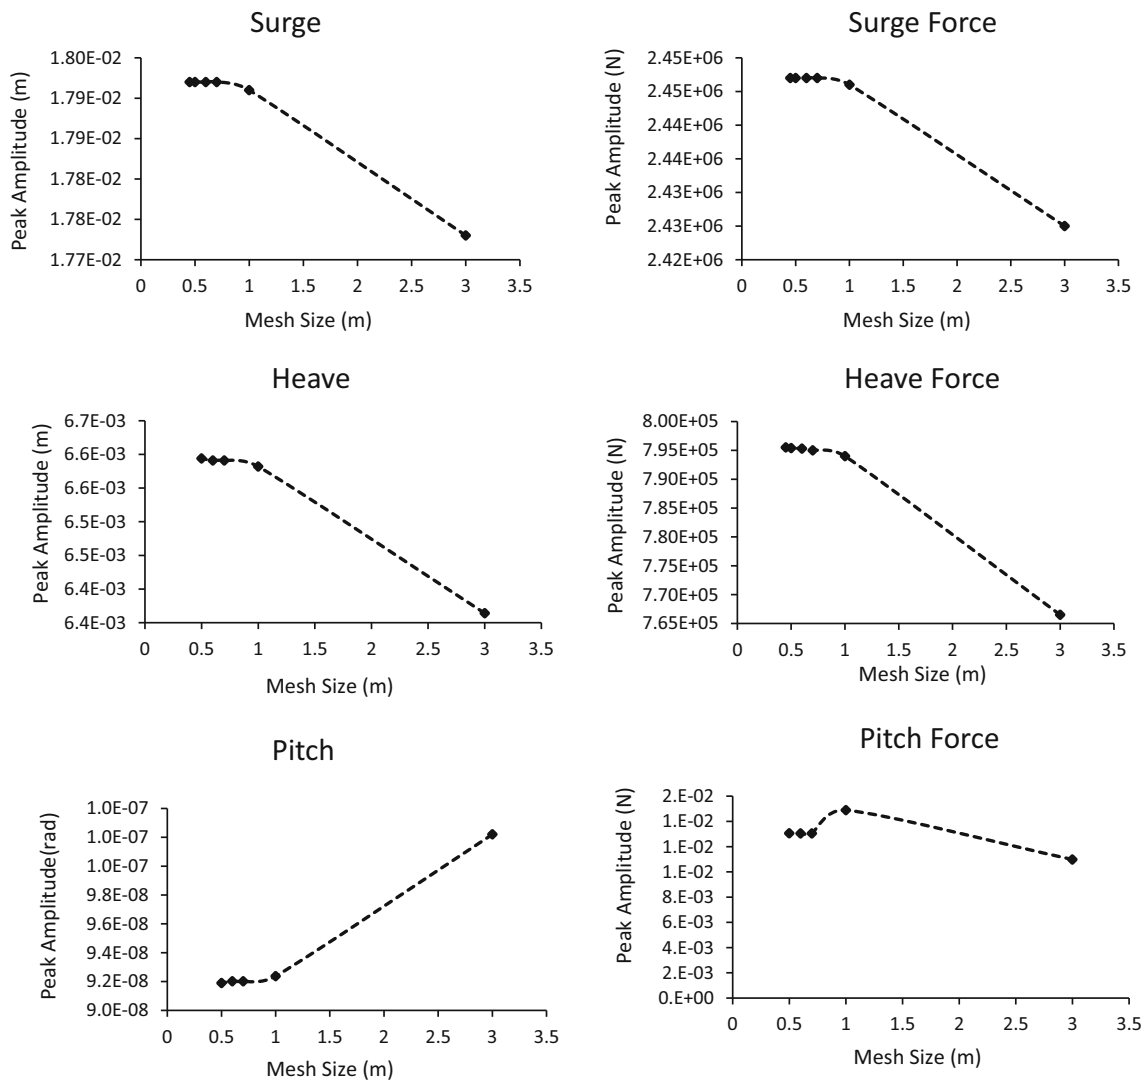 Surge
Peak Amplitude (m)
1.80E-02
1.79E-02
1.79E-02
1.78E-02
1.78E-02
1.77E-02
0 0.5 1 1.5 2 2.5 3 3.5
Mesh Size (m)
Surge Force
Peak Amplitude (N)
2.45E+06
2.45E+06
2.44E+06
2.44E+06
2.43E+06
2.43E+06
2.42E+06
0 0.5 1 1.5 2 2.5 3 3.5
Mesh Size (m)
Heave
Peak Amplitude (m)
6.7E-03
6.6E-03
6.6E-03
6.5E-03
6.5E-03
6.4E-03
6.4E-03
0 0.5 1 1.5 2 2.5 3 3.5
Mesh Size (m)
Heave Force
Peak Amplitude (N)
8.00E+05
7.95E+05
7.90E+05
7.85E+05
7.80E+05
7.75E+05
7.70E+05
7.65E+05
0 0.5 1 1.5 2 2.5 3 3.5
Mesh Size (m)
Pitch
Peak Amplitude(rad)
1.0E-07
1.0E-07
1.0E-07
9.8E-08
9.6E-08
9.4E-08
9.2E-08
9.0E-08
0 0.5 1 1.5 2 2.5 3 3.5
Mesh Size (m)
Pitch Force
Peak Amplitude (N)
2.E-02
1.E-02
1.E-02
1.E-02
8.E-03
6.E-03
4.E-03
2.E-03
0.E+00
0 0.5 1 1.5 2 2.5 3 3.5
Mesh Size (m)